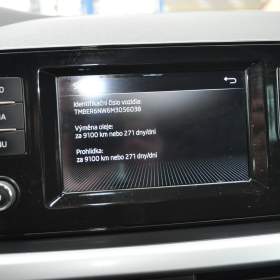 Identifikační číslo vozidla:
TMBER6NW6M3056036
Výměna oleje:
za 9100 km nebo 271 dny/dní
Prohlídka:
za 9100 km nebo 271 dny/dní